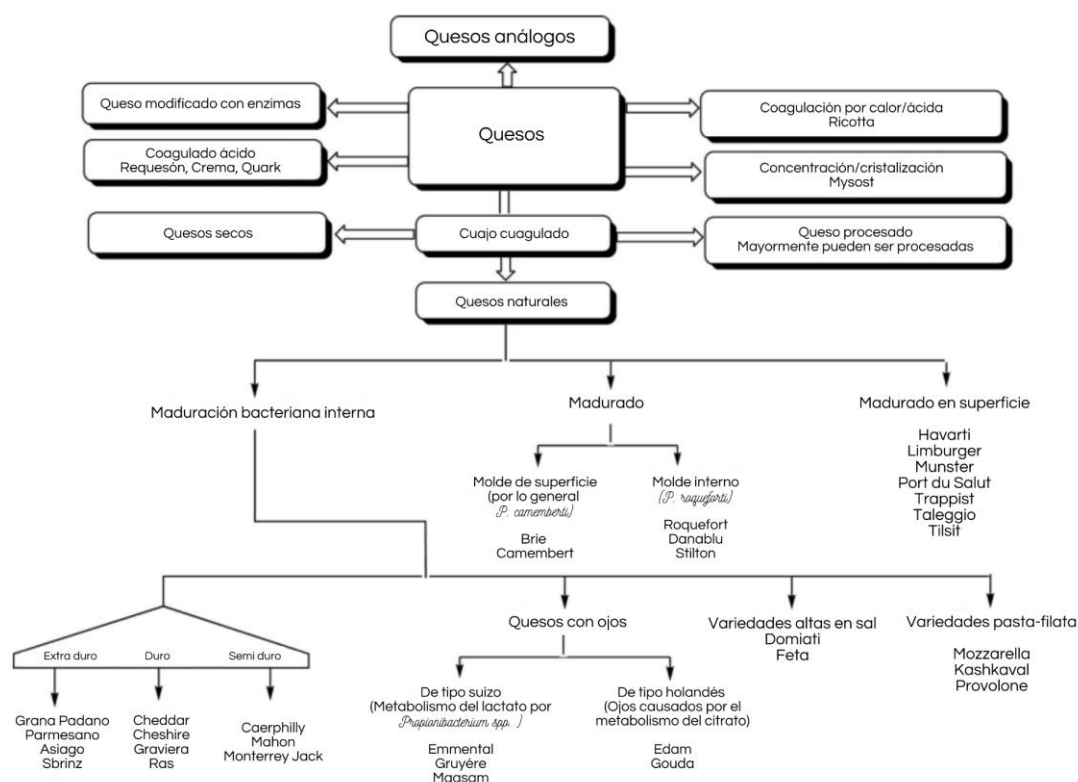 Quesos análogos
Queso modificado con enzimas
Quesos
Coagulación por calor/ácida
Ricotta
Coagulado ácido
Requesón, Crema, Quark
Concentración/cristalización
Mysost
Quesos secos
Cuajo cuagulado
Queso procesado
Mayormente pueden ser procesadas
Quesos naturales
Maduración bacteriana interna
Madurado
Madurado en superficie
Havarti
Limburger
Munster
Port du Salut
Trappist
Taleggio
Tilsit
Molde de superficie
(por lo general
P. camemberti)
Brie
Camembert
Molde interno
(P. roqueforti)
Roquefort
Danablu
Stilton
Extra duro
Duro
Semi duro
Grana Padano
Parmesano
Asiago
Sbrinz
Cheddar
Cheshire
Graviera
Ras
Caerphilly
Mahon
Monterrey Jack
Quesos con ojos
De tipo suizo
(Metabolismo del lactato por
Propionibacterium spp. )
Emmental
Gruyére
Maasam
De tipo holandés
(Ojos causados por el
metabolismo del citrato)
Edam
Gouda
Variedades altas en sal
Domiati
Feta
Variedades pasta-filata
Mozzarella
Kashkaval
Provolone